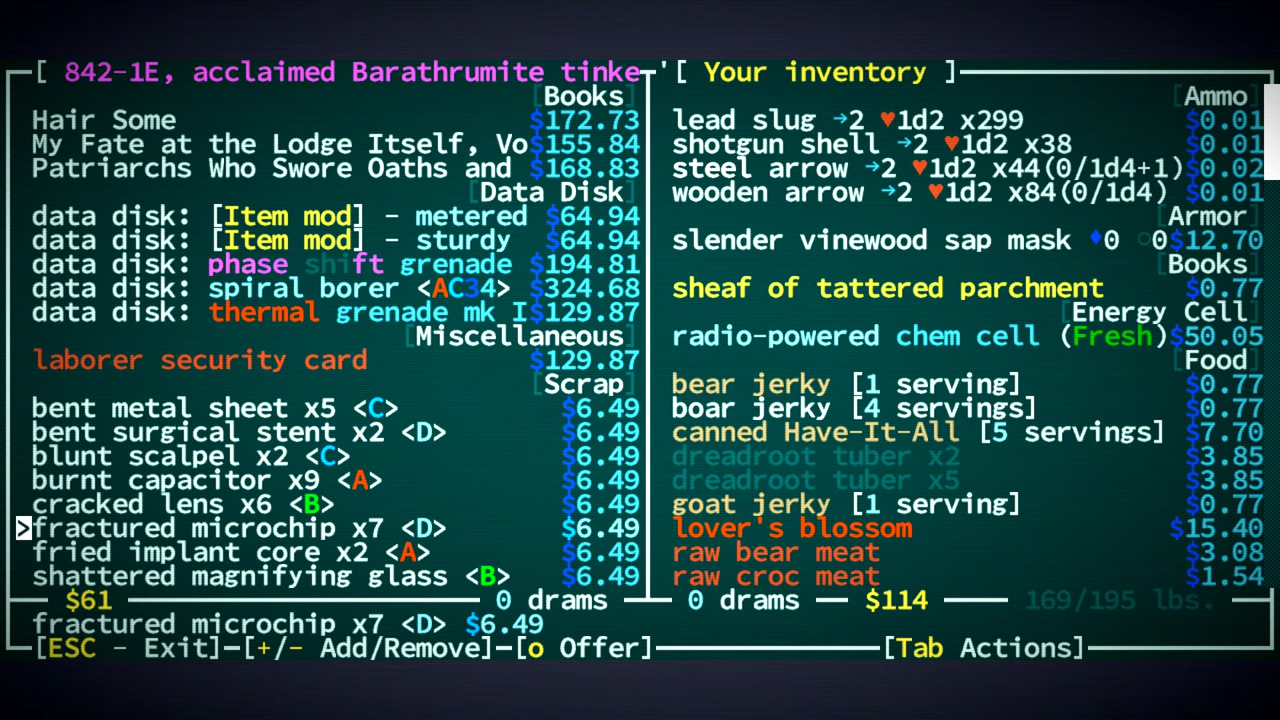 [ 842-1E, acclaimed Barathrumite tinke
[Books]
Hair Some $172.73
My Fate at the Lodge Itself, Vo $155.84
Patriarchs Who Swore Oaths and $168.83
[Data Disk]
data disk: [Item mod] - metered $64.94
data disk: [Item mod] - sturdy $64.94
data disk: phase shift grenade $194.81
data disk: spiral borer <AC34> $324.68
data disk: thermal grenade mk I $129.87
[Miscellaneous]
laborer security card $129.87
[Scrap]
bent metal sheet x5 <C> $6.49
bent surgical stent x2 <D> $6.49
blunt scalpel x2 <C> $6.49
burnt capacitor x9 <A> $6.49
cracked lens x6 <B> $6.49
>fractured microchip x7 <D> $6.49
fried implant core x2 <A> $6.49
shattered magnifying glass <B> $6.49
$61 0 drams
'[ Your inventory ]
[Ammo]
lead slug →2 ♥1d2 x299 $0.01
shotgun shell →2 ♥1d2 x38 $0.01
steel arrow →2 ♥1d2 x44(0/1d4+1) $0.02
wooden arrow →2 ♥1d2 x84(0/1d4) $0.01
[Armor]
slender vinewood sap mask ♦0 ○0 $12.70
[Books]
sheaf of tattered parchment $0.77
[Energy Cell]
radio-powered chem cell (Fresh) $50.05
[Food]
bear jerky [1 serving] $0.77
boar jerky [4 servings] $0.77
canned Have-It-All [5 servings] $7.70
dreadroot tuber x2 $3.85
dreadroot tuber x5 $3.85
goat jerky [1 serving] $0.77
lover's blossom $15.40
raw bear meat $3.08
raw croc meat $1.54
0 drams $114 169/195 lbs.
fractured microchip x7 <D> $6.49
[ESC - Exit]-[+/- Add/Remove]-[o Offer] [Tab Actions]